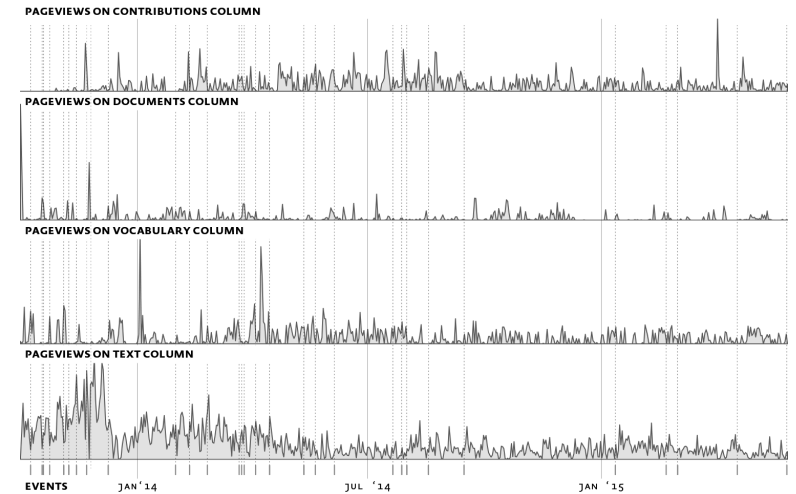 PAGEVIEWS ON CONTRIBUTIONS COLUMN
PAGEVIEWS ON DOCUMENTS COLUMN
PAGEVIEWS ON VOCABULARY COLUMN
PAGEVIEWS ON TEXT COLUMN
EVENTS JAN '14 JUL '14 JAN '15